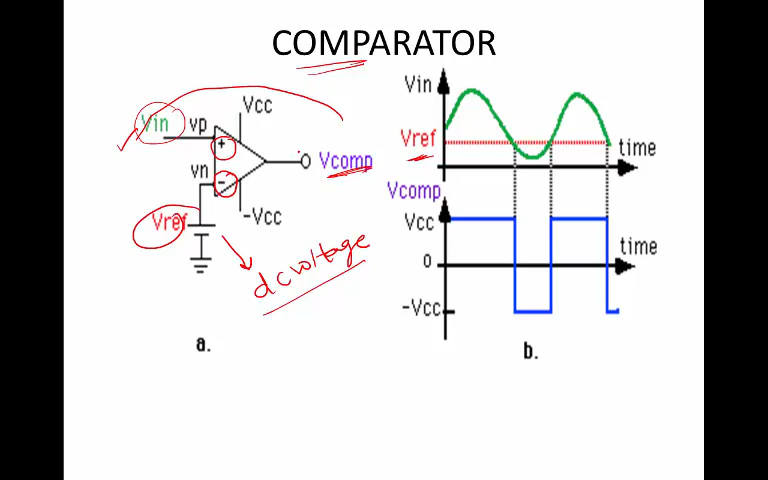 COMPARATOR
Vin
vp
Vcc
+
Vcomp
vn
-
Vref
-Vcc
dc voltage
a.
Vin
Vref
time
Vcomp
Vcc
time
0
-Vcc
b.